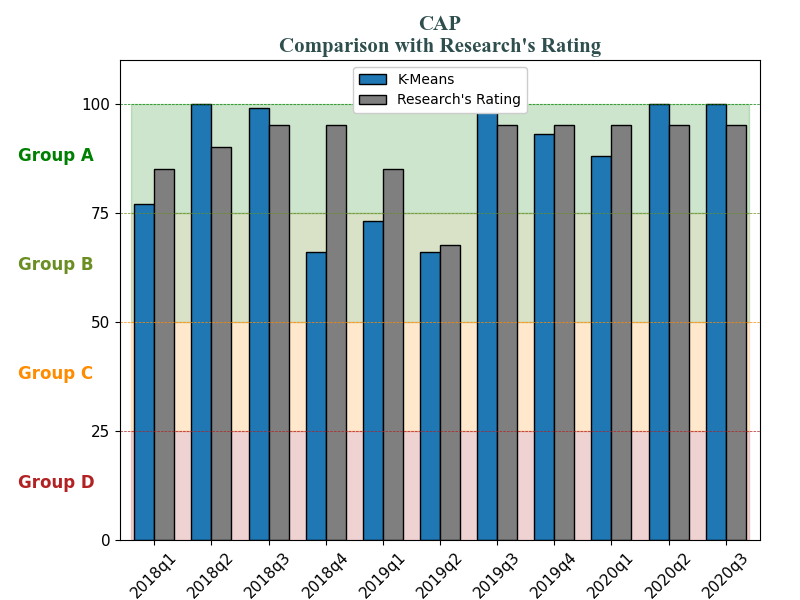 CAP
Comparison with Research's Rating
K-Means
Research's Rating
100
Group A
75
Group B
50
Group C
25
Group D
0
2018q1
2018q2
2018q3
2018q4
2019q1
2019q2
2019q3
2019q4
2020q1
2020q2
2020q3